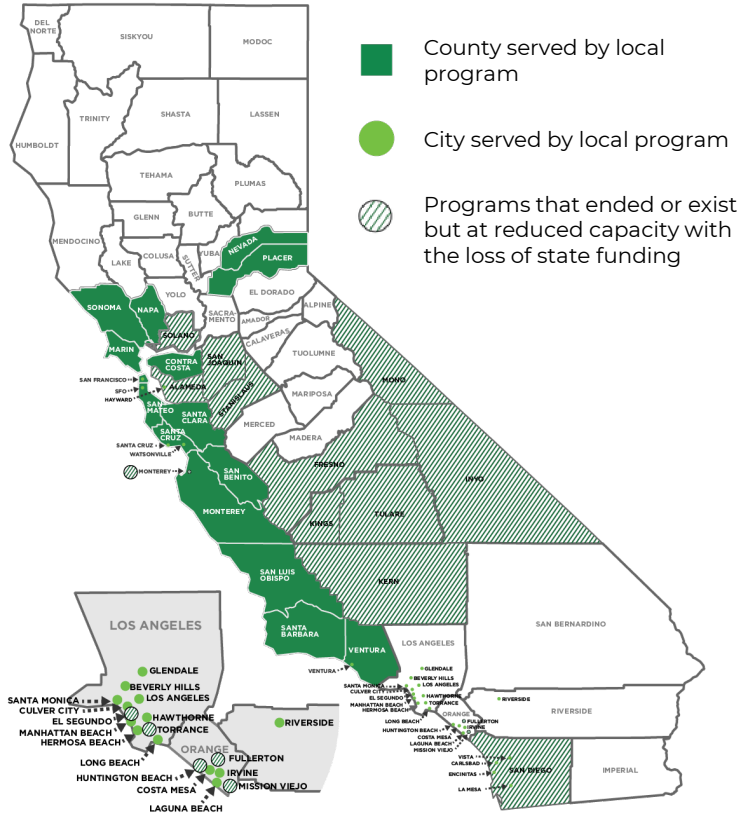 DEL
NORTE
SISKYOU
MODOC
County served by local
program
City served by local program
Programs that ended or exist
but at reduced capacity with
the loss of state funding
HUMBOLDT
TRINITY
SHASTA
LASSEN
TEHAMA
PLUMAS
MENDOCINO
GLENN
BUTTE
LAKE
COLUSA
SUTTER
YUBA
NEVADA
PLACER
SONOMA
NAPA
YOLO
EL DORADO
ALPINE
SACRA-
MENTO
AMADOR
CALAVERAS
SOLANO
MARIN
CONTRA
COSTA
SAN
JOAQUIN
TUOLUMNE
MONO
SAN FRANCISCO
SFO
HAYWARD
ALAMEDA
STANISLAUS
MARIPOSA
SAN
MATEO
SANTA
CLARA
MERCED
MADERA
SANTA
CRUZ
SANTA CRUZ
WATSONVILLE
MONTEREY
SAN
BENITO
FRESNO
INYO
MONTEREY
KINGS
TULARE
SAN LUIS
OBISPO
KERN
SANTA
BARBARA
VENTURA
VENTURA
SAN BERNARDINO
LOS ANGELES
GLENDALE
BEVERLY HILLS
LOS ANGELES
SANTA MONICA
CULVER CITY
EL SEGUNDO
MANHATTAN BEACH
HERMOSA BEACH
HAWTHORNE
TORRANCE
LONG BEACH
ORANGE
FULLERTON
IRVINE
HUNTINGTON BEACH
COSTA MESA
LAGUNA BEACH
MISSION VIEJO
RIVERSIDE
RIVERSIDE
VISTA
CARLSBAD
ENCINITAS
LA MESA
SAN DIEGO
IMPERIAL
LOS ANGELES
GLENDALE
BEVERLY HILLS
LOS ANGELES
SANTA MONICA
CULVER CITY
EL SEGUNDO
MANHATTAN BEACH
HERMOSA BEACH
HAWTHORNE
TORRANCE
LONG BEACH
ORANGE
FULLERTON
IRVINE
HUNTINGTON BEACH
COSTA MESA
MISSION VIEJO
LAGUNA BEACH
RIVERSIDE